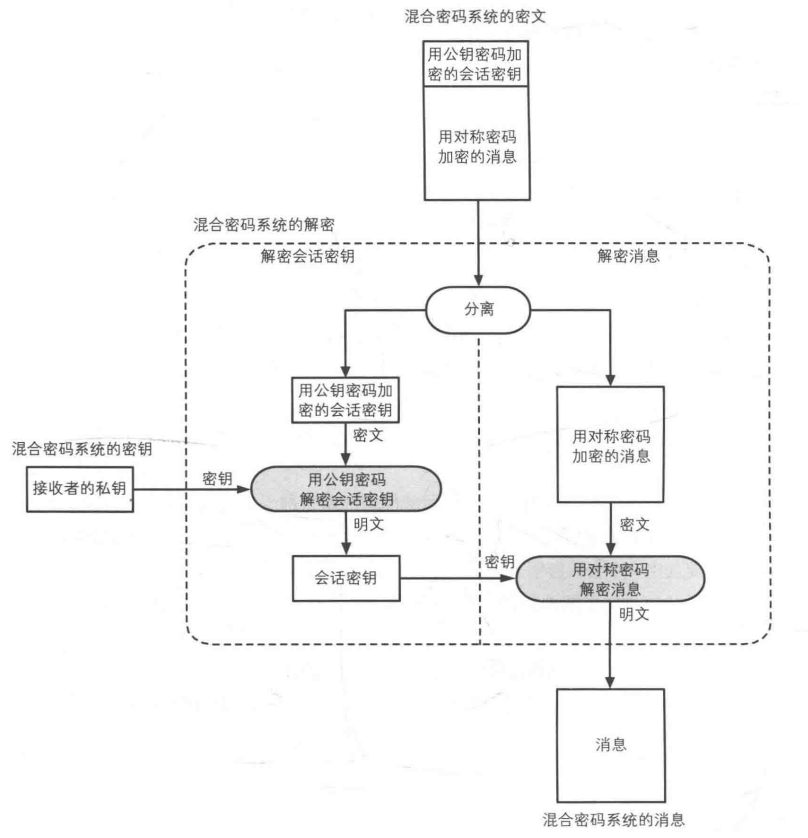 混合密码系统的密文
用公钥密码加
密的会话密钥
用对称密码
加密的消息
混合密码系统的解密
解密会话密钥
解密消息
分离
用公钥密码加
密的会话密钥
密文
用对称密码
加密的消息
混合密码系统的密钥
接收者的私钥
密钥
用公钥密码
解密会话密钥
明文
密文
会话密钥
密钥
用对称密码
解密消息
明文
消息
混合密码系统的消息